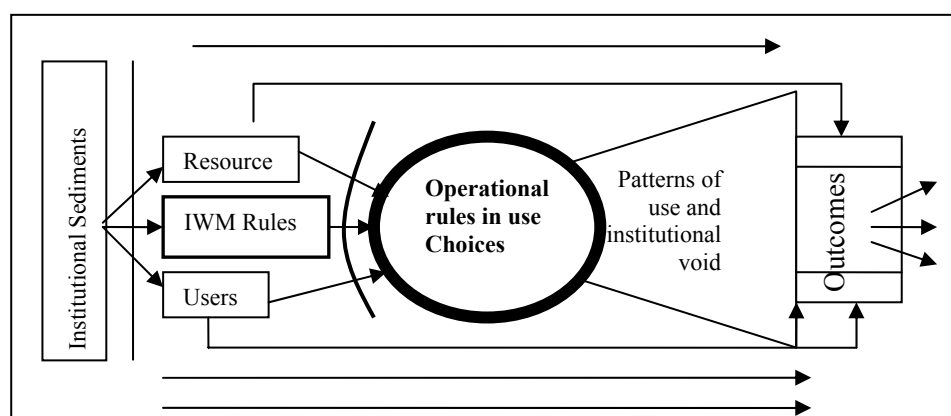 Institutional Sediments
Resource
IWM Rules
Users
Operational
rules in use
Choices
Patterns of
use and
institutional
void
Outcomes